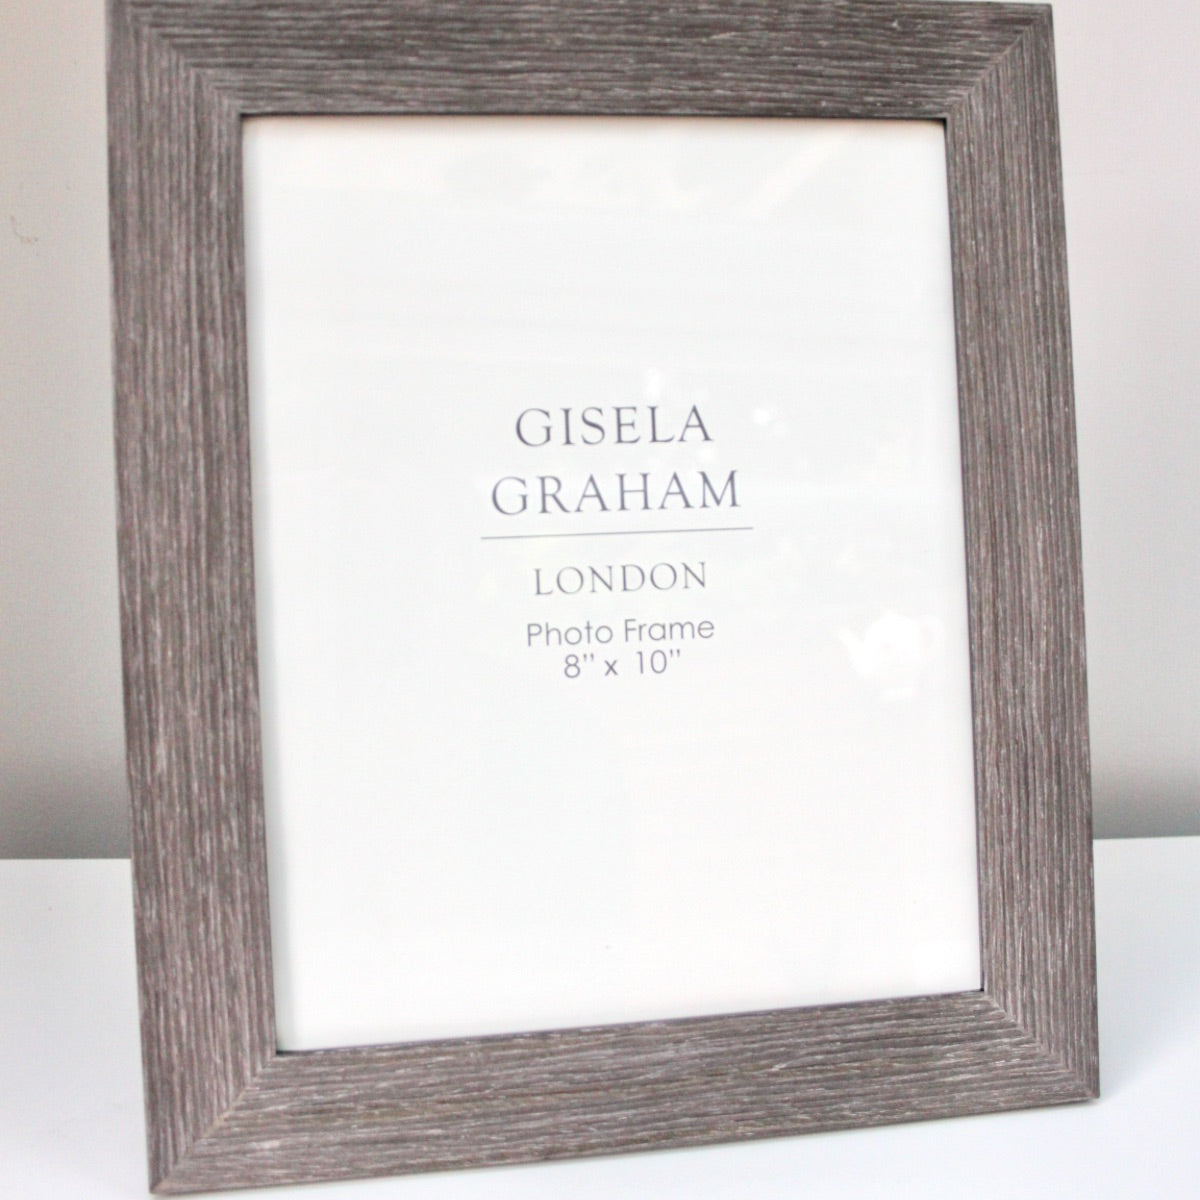 GISELA
GRAHAM
LONDON
Photo Frame
8" x 10"